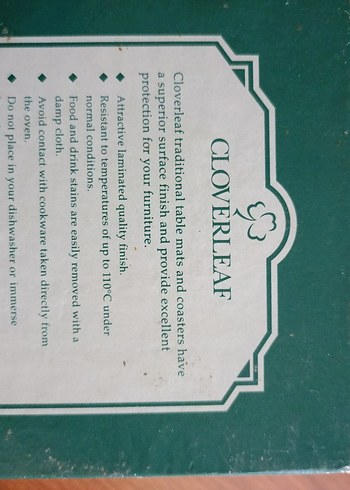 CLOVERLEAF
Cloverleaf traditional table mats and coasters have
a superior surface finish and provide excellent
protection for your furniture.
◆ Attractive laminated quality finish.
◆ Resistant to temperatures of up to 110°C under
normal conditions.
◆ Food and drink stains are easily removed with a
damp cloth.
◆ Avoid contact with cookware taken directly from
the oven.
◆ Do not place in your dishwasher or immerse